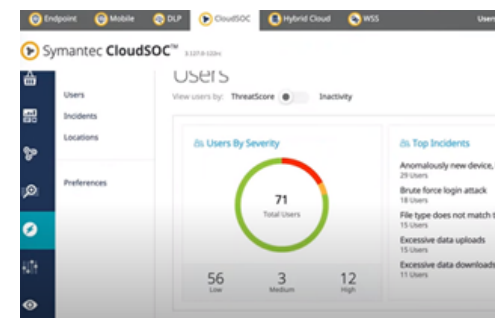 Endpoint Mobile DLP CloudSOC Hybrid Cloud WSS Users
Symantec CloudSOC™
Users
View users by: ThreatScore Inactivity
Users
Incidents
Locations
Preferences
Users By Severity
71
Total Users
56
Low
3
Medium
12
High
Top Incidents
Anomalously new device,
29 Users
Brute force login attack
18 Users
File type does not match t
15 Users
Excessive data uploads
15 Users
Excessive data downloads
11 Users